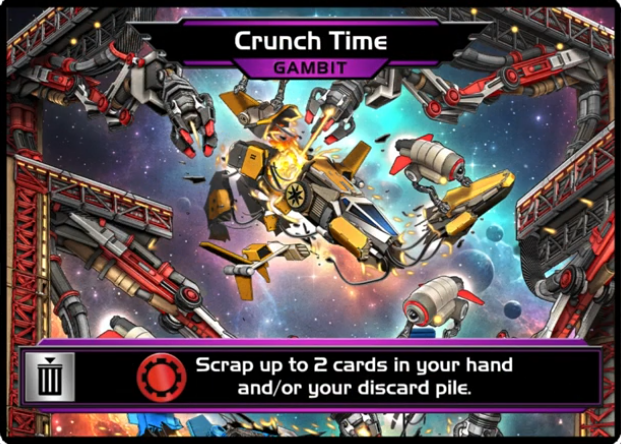 Crunch Time
GAMBIT
Scrap up to 2 cards in your hand
and/or your discard pile.